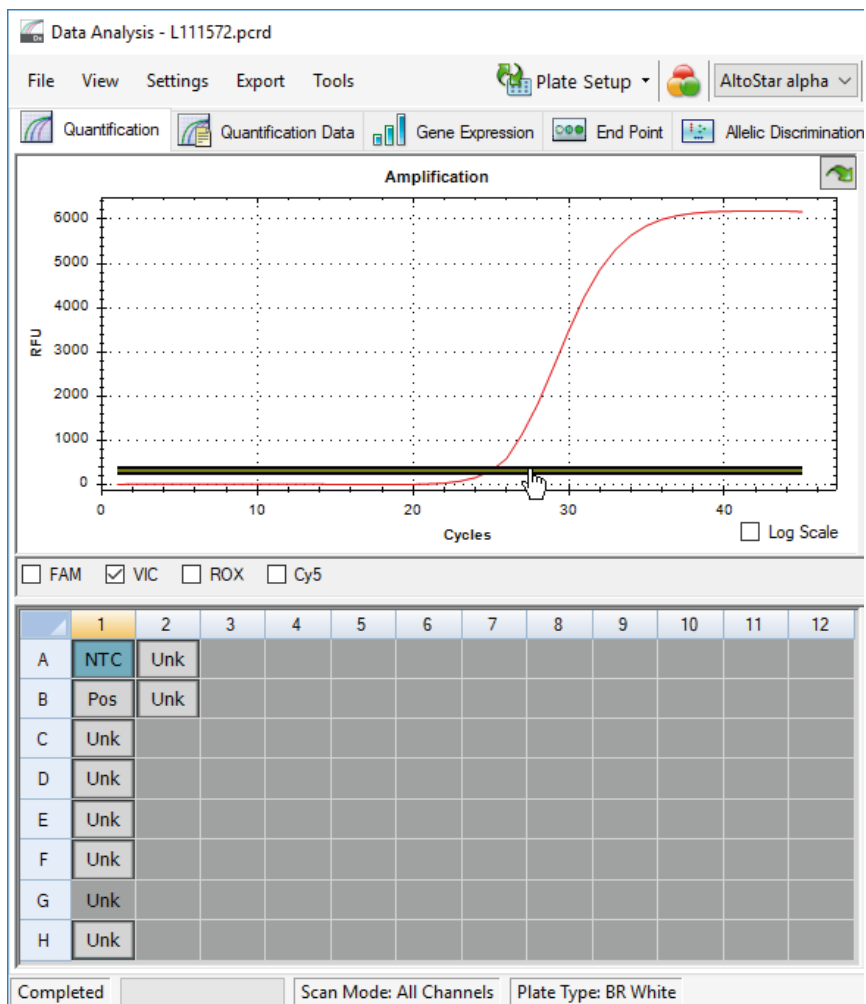 Data Analysis - L111572.pcrd
File View Settings Export Tools Plate Setup AltoStar alpha
Quantification Quantification Data Gene Expression End Point Allelic Discrimination
Amplification
6000
5000
4000
3000
2000
1000
0
RFU
0 10 20 30 40
Cycles
Log Scale
FAM VIC ROX Cy5
1 2 3 4 5 6 7 8 9 10 11 12
A NTC Unk
B Pos Unk
C Unk
D Unk
E Unk
F Unk
G Unk
H Unk
Completed Scan Mode: All Channels Plate Type: BR White